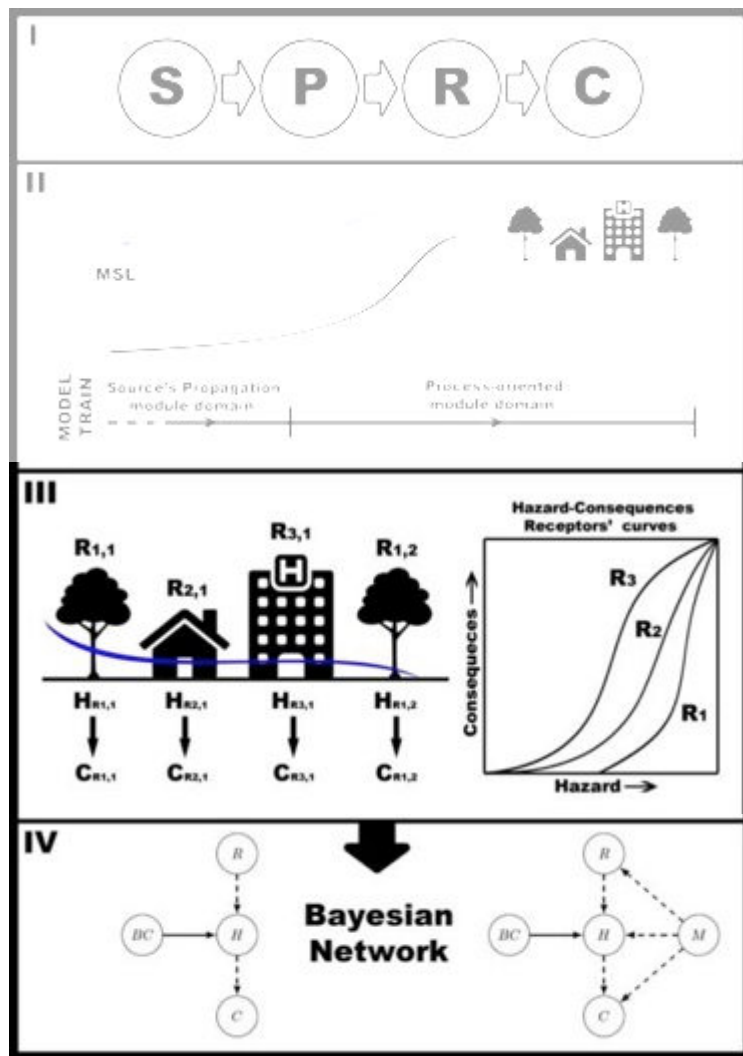 I
S P R C
II
H
MSL
MODEL
TRAIN
Source's Propagation
module domain
Process-oriented
module domain
III
R1,1 R2,1 R3,1 R1,2
H
HR1,1 HR2,1 HR3,1 HR1,2
CR1,1 CR2,1 CR3,1 CR1,2
Hazard-Consequences
Receptors' curves
Consequeces
R3
R2
R1
Hazard
IV
R
BC H
C
Bayesian
Network
R
BC H M
C